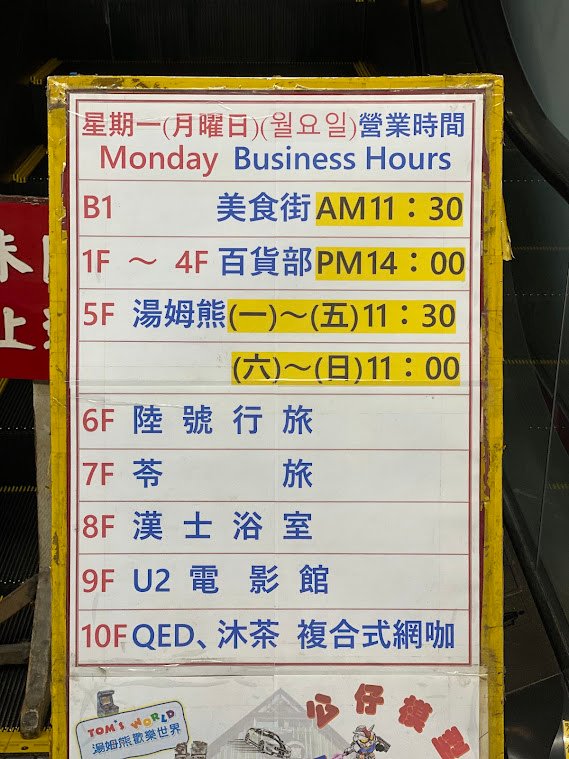 星期一(月曜日)(월요일)營業時間
Monday Business Hours
B1 美食街 AM11：30
1F ～ 4F 百貨部 PM14：00
5F 湯姆熊(一)～(五)11：30
(六)～(日)11：00
6F 陸 號 行 旅
7F 苓 旅
8F 漢 士 浴 室
9F U2 電 影 館
10F QED、沐茶 複合式網咖
TOM'S WORLD
湯姆熊歡樂世界
公仔模